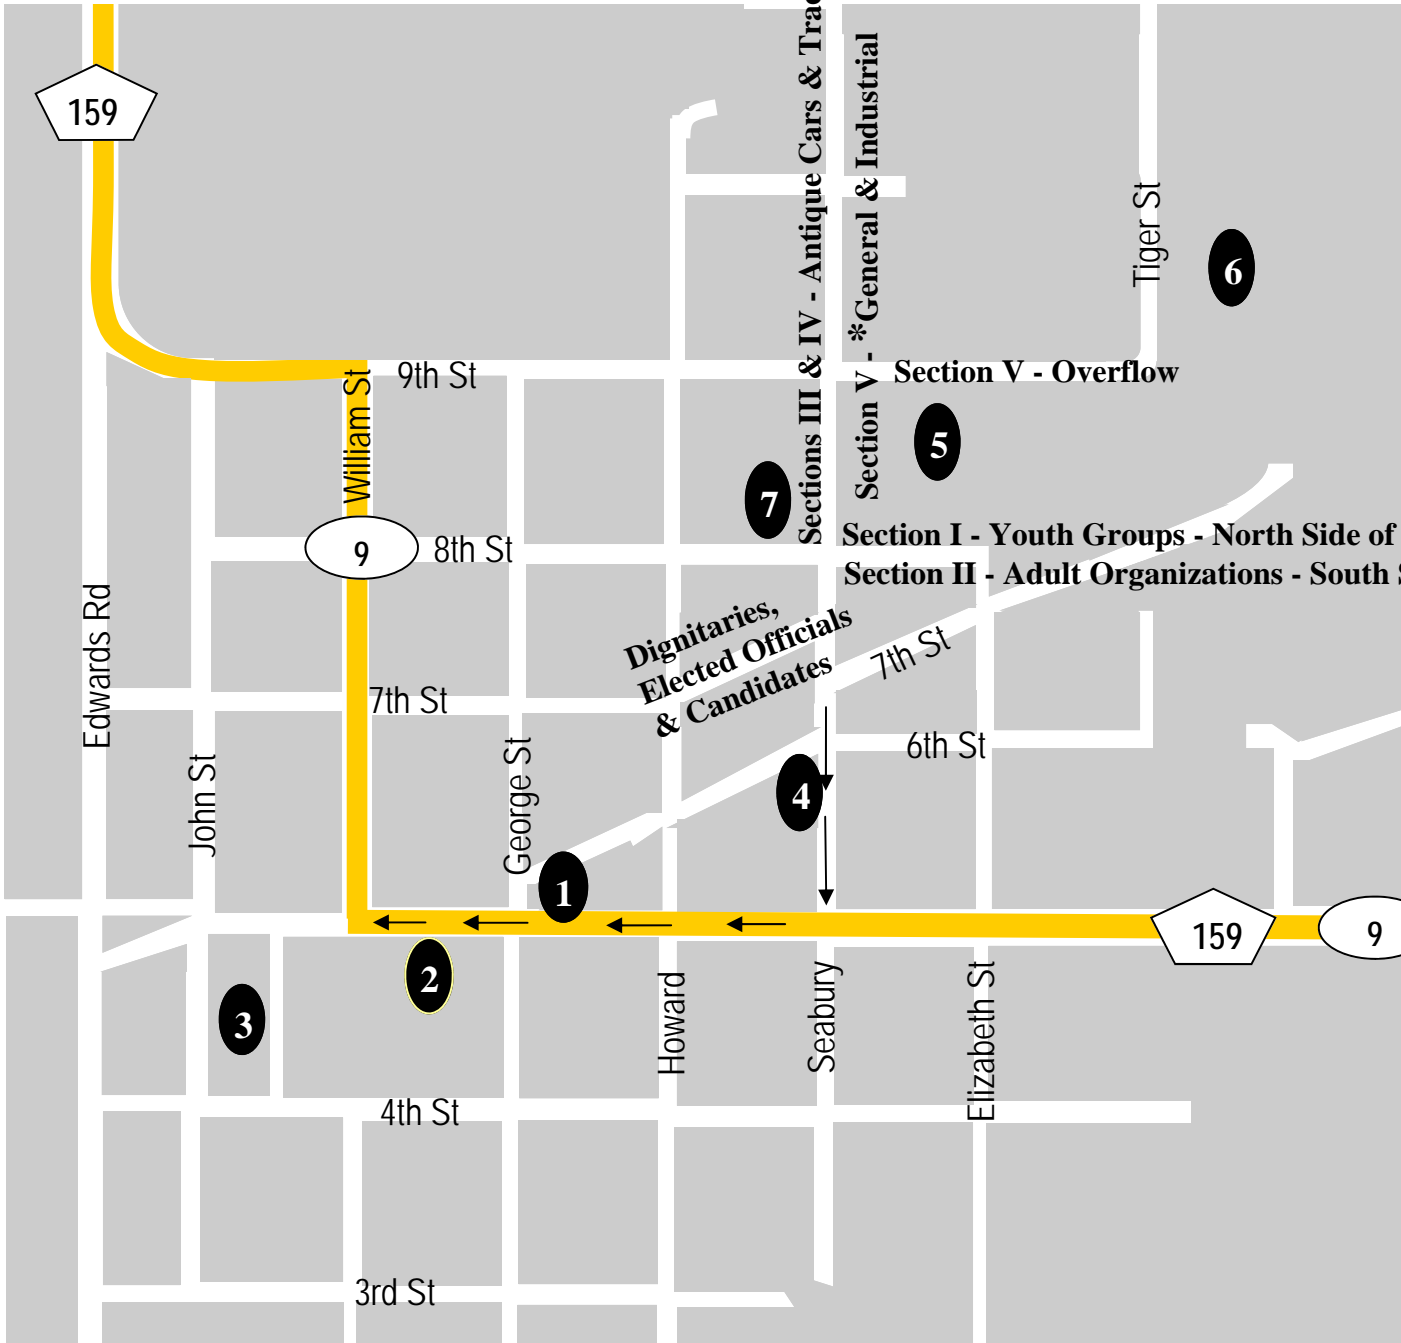 Sections III & IV - Antique Cars &
Section V - *General & Industrial
159
Tiger St
6
9th St
Section V - Overflow
William St
5
7
8th St
9
Section I - Youth Groups - North Side of
Section II - Adult Organizations - South
Dignitaries,
Elected Officials
& Candidates
7th St
Edwards Rd
7th St
6th St
John St
George St
4
1
159
9
2
3
Howard
Seabury
Elizabeth St
4th St
3rd St